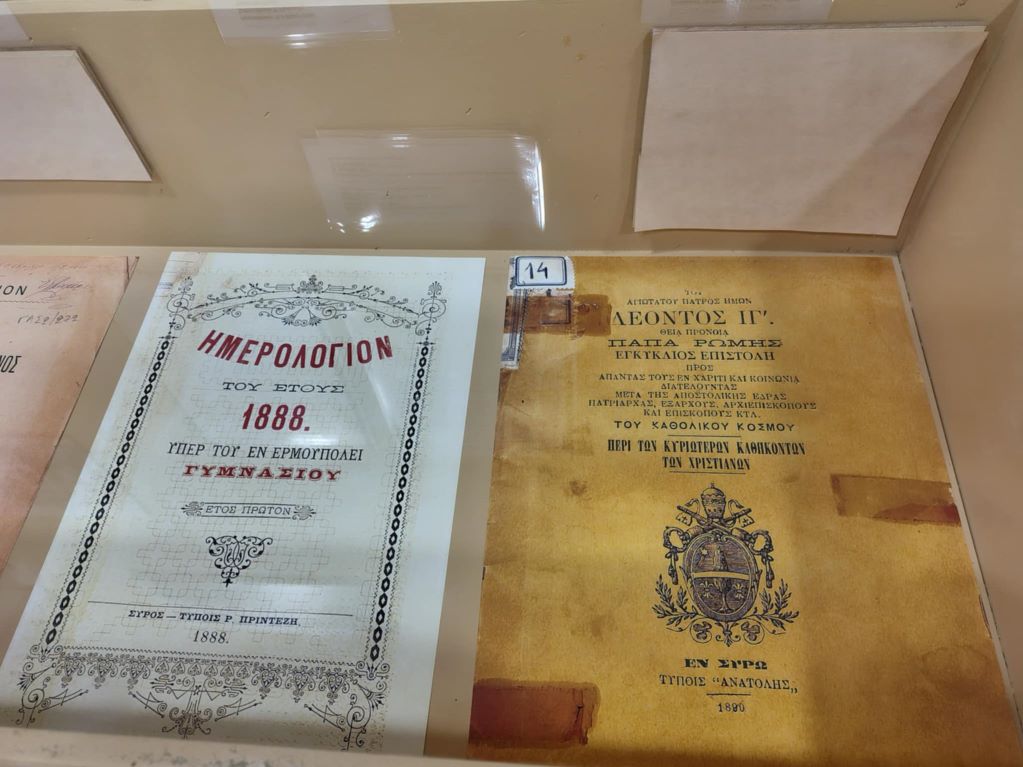 ΙΟΝ
ΝΟΣ
ΗΜΕΡΟΛΟΓΙΟΝ
ΤΟΥ ΕΤΟΥΣ
1888.
ΥΠΕΡ ΤΟΥ ΕΝ ΕΡΜΟΥΠΟΛΕΙ
ΓΥΜΝΑΣΙΟΥ
ΕΤΟΣ ΠΡΩΤΟΝ
ΣΥΡΟΣ — ΤΥΠΟΙΣ Ρ. ΠΡΙΝΤΕΖΗ,
1888.
14
ΤΟΥ
ΑΓΙΩΤΑΤΟΥ ΠΑΤΡΟΣ ΗΜΩΝ
ΛΕΟΝΤΟΣ ΙΓ'.
ΘΕΙΑ ΠΡΟΝΟΙΑ
ΠΑΠΑ ΡΩΜΗΣ
ΕΓΚΥΚΛΙΟΣ ΕΠΙΣΤΟΛΗ
ΠΡΟΣ
ΑΠΑΝΤΑΣ ΤΟΥΣ ΕΝ ΧΑΡΙΤΙ ΚΑΙ ΚΟΙΝΩΝΙΑ
ΔΙΑΤΕΛΟΥΝΤΑΣ
ΜΕΤΑ ΤΗΣ ΑΠΟΣΤΟΛΙΚΗΣ ΕΔΡΑΣ
ΠΑΤΡΙΑΡΧΑΣ, ΕΞΑΡΧΟΥΣ, ΑΡΧΙΕΠΙΣΚΟΠΟΥΣ
ΚΑΙ ΕΠΙΣΚΟΠΟΥΣ ΚΤΛ.
ΤΟΥ ΚΑΘΟΛΙΚΟΥ ΚΟΣΜΟΥ
ΠΕΡΙ ΤΩΝ ΚΥΡΙΩΤΕΡΩΝ ΚΑΘΗΚΟΝΤΩΝ
ΤΩΝ ΧΡΙΣΤΙΑΝΩΝ
ΕΝ ΣΥΡΩ
ΤΥΠΟΙΣ "ΑΝΑΤΟΛΗΣ„
1890